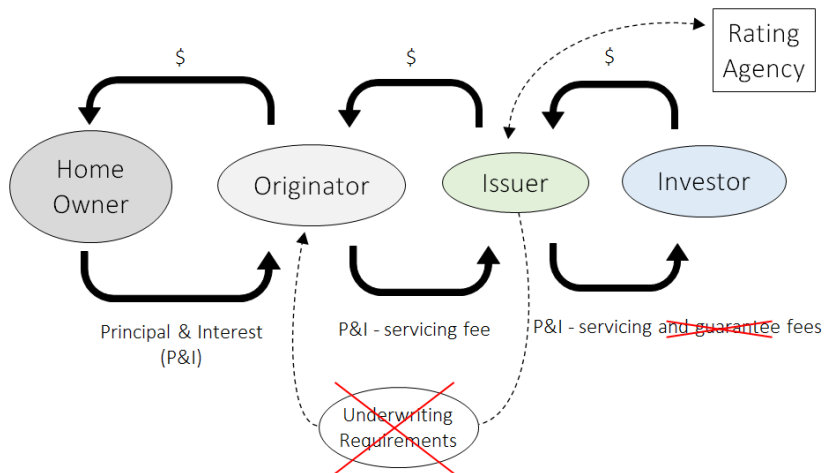 $
$
$
Rating
Agency
Home
Owner
Originator
Issuer
Investor
Principal & Interest
(P&I)
P&I - servicing fee
P&I - servicing and guarantee fees
Underwriting
Requirements